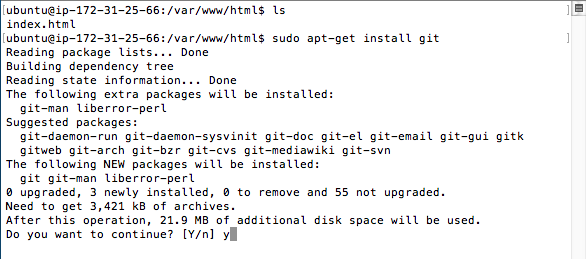 [ubuntu@ip-172-31-25-66:/var/www/html$ ls
index.html
[ubuntu@ip-172-31-25-66:/var/www/html$ sudo apt-get install git
Reading package lists... Done
Building dependency tree
Reading state information... Done
The following extra packages will be installed:
  git-man liberror-perl
Suggested packages:
  git-daemon-run git-daemon-sysvinit git-doc git-el git-email git-gui gitk
  gitweb git-arch git-bzr git-cvs git-mediawiki git-svn
The following NEW packages will be installed:
  git git-man liberror-perl
0 upgraded, 3 newly installed, 0 to remove and 55 not upgraded.
Need to get 3,421 kB of archives.
After this operation, 21.9 MB of additional disk space will be used.
Do you want to continue? [Y/n] y